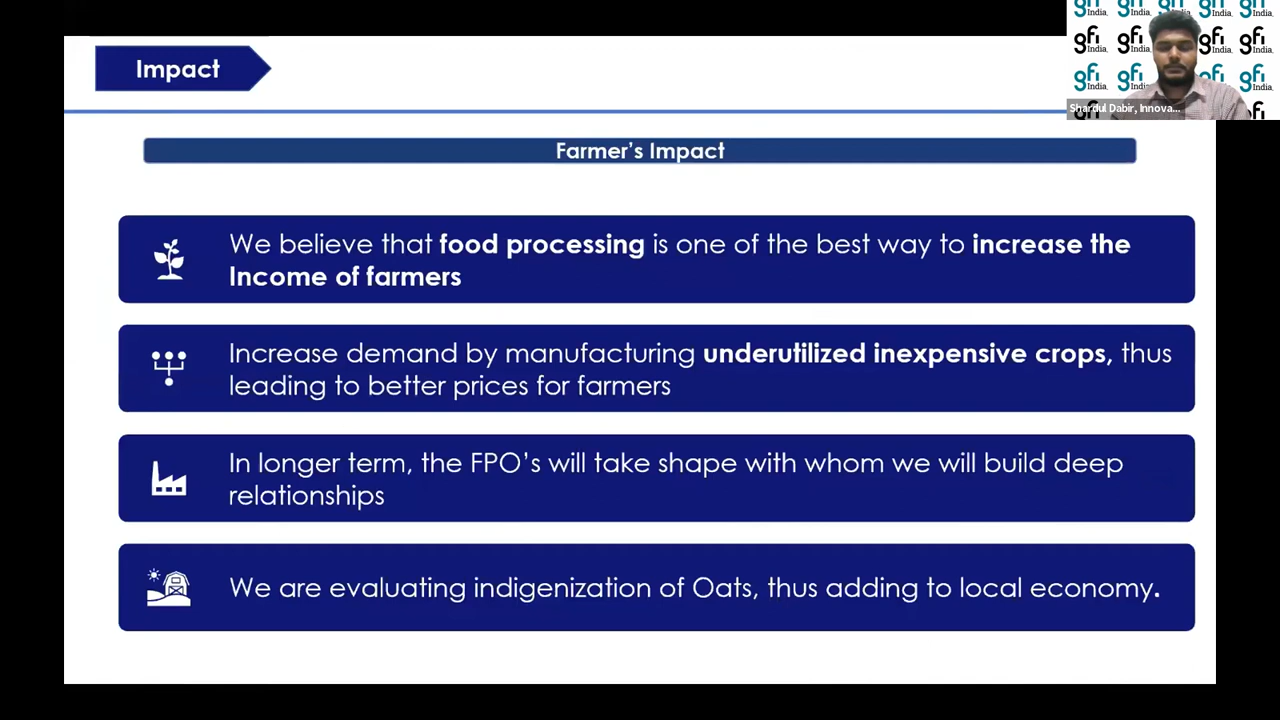 Impact
Farmer's Impact
We believe that food processing is one of the best way to increase the
Income of farmers
Increase demand by manufacturing underutilized inexpensive crops, thus
leading to better prices for farmers
In longer term, the FPO's will take shape with whom we will build deep
relationships
We are evaluating indigenization of Oats, thus adding to local economy.
gfi India.
Shardul Dabir, Innova...